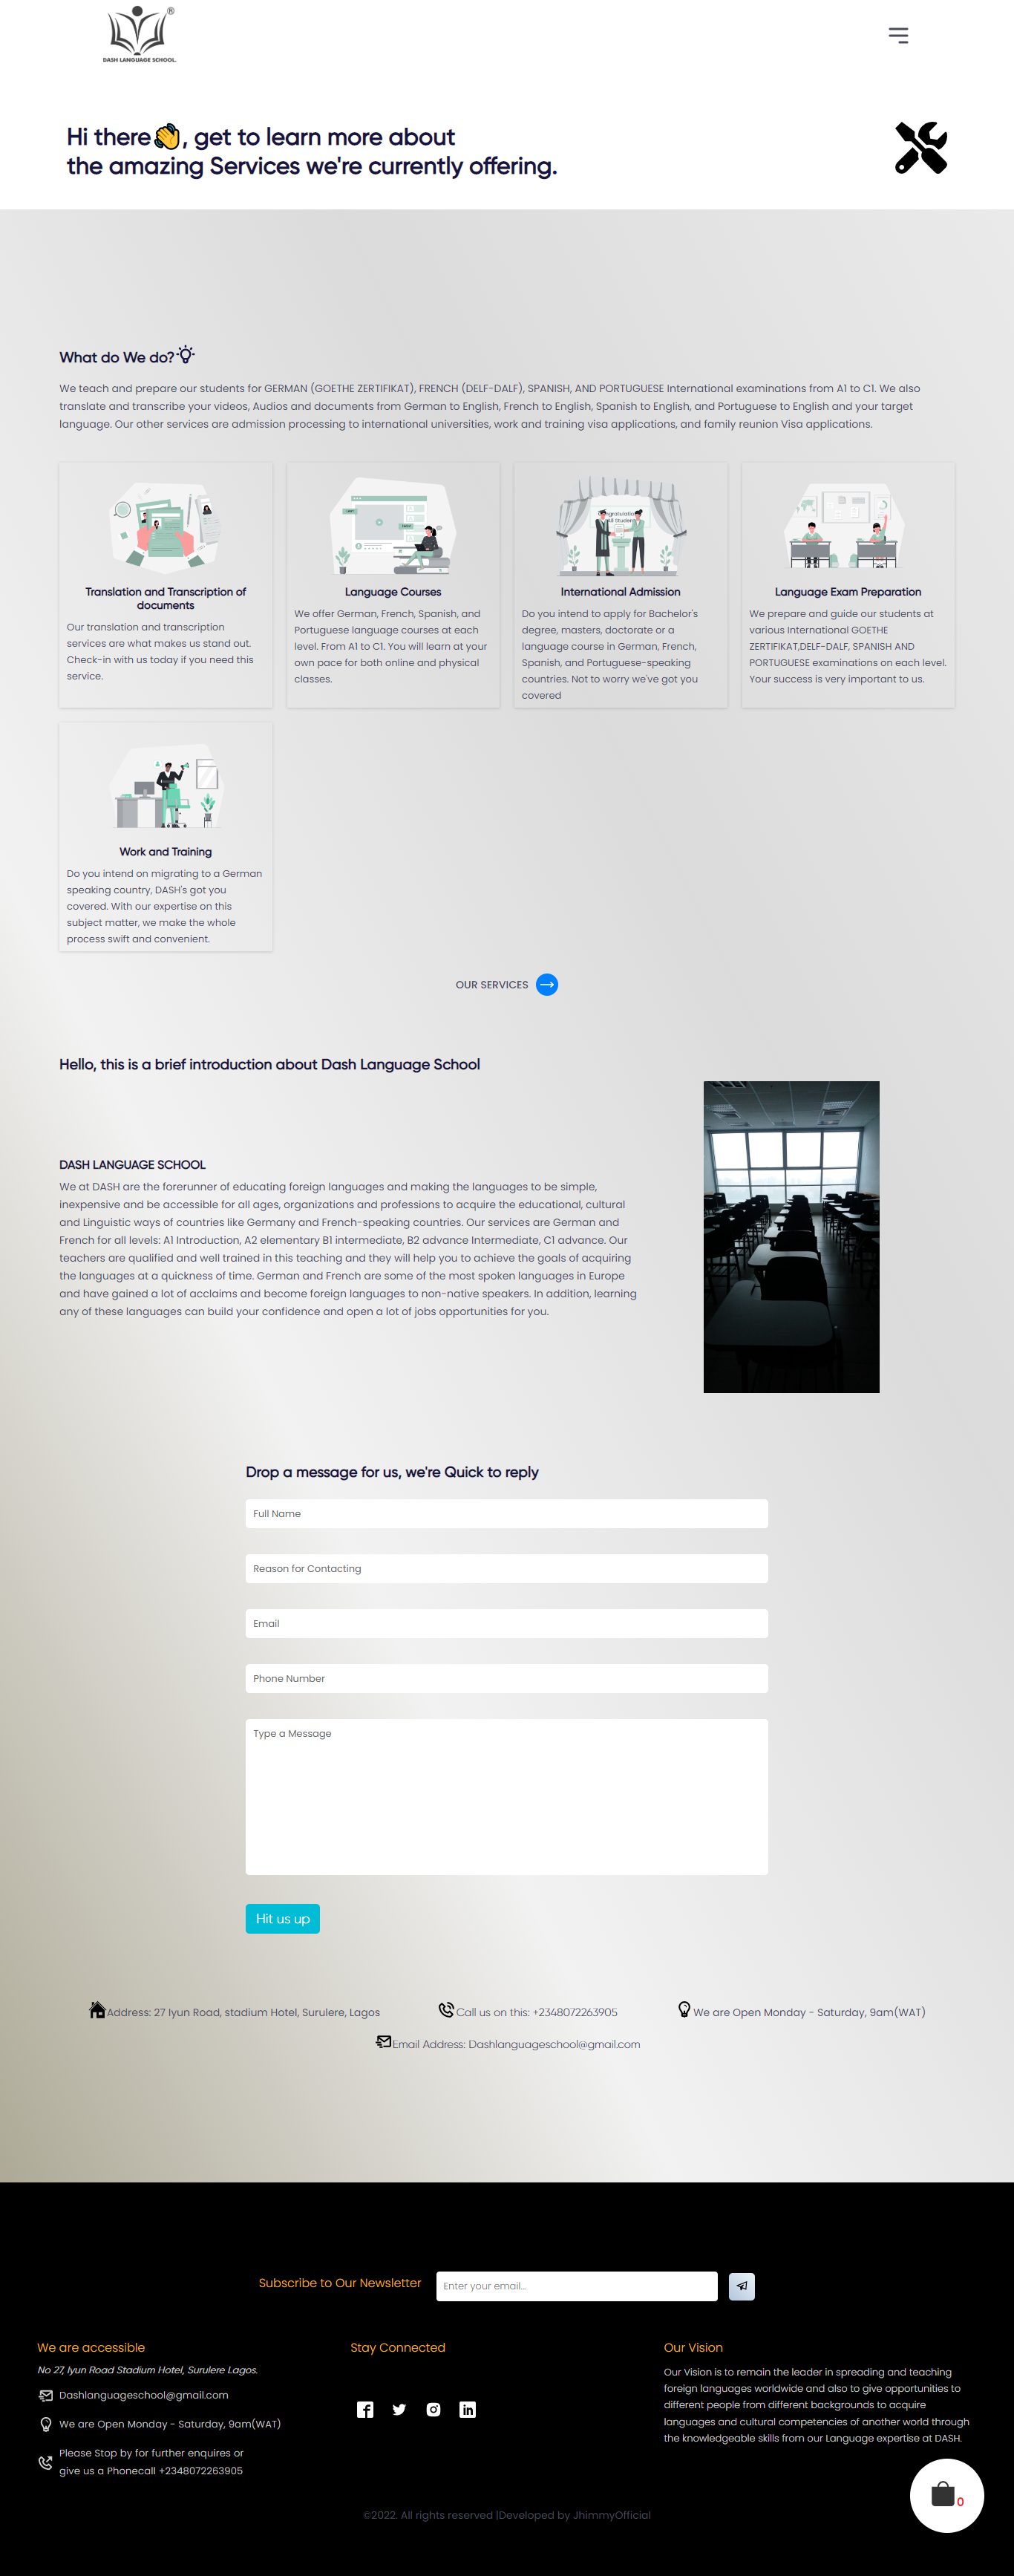 ®
DASH LANGUAGE SCHOOL.
Hi there👋, get to learn more about
the amazing Services we're currently offering.
What do We do?
We teach and prepare our students for GERMAN (GOETHE ZERTIFIKAT), FRENCH (DELF-DALF), SPANISH, AND PORTUGUESE International examinations from A1 to C1. We also
translate and transcribe your videos, Audios and documents from German to English, French to English, Spanish to English, and Portuguese to English and your target
language. Our other services are admission processing to international universities, work and training visa applications, and family reunion Visa applications.
Translation and Transcription of
documents
Our translation and transcription
services are what makes us stand out.
Check-in with us today if you need this
service.
Language Courses
We offer German, French, Spanish, and
Portuguese language courses at each
level. From A1 to C1. You will learn at your
own pace for both online and physical
classes.
International Admission
Do you intend to apply for Bachelor's
degree, masters, doctorate or a
language course in German, French,
Spanish, and Portuguese-speaking
countries. Not to worry we've got you
covered
Language Exam Preparation
We prepare and guide our students at
various International GOETHE
ZERTIFIKAT,DELF-DALF, SPANISH AND
PORTUGUESE examinations on each level.
Your success is very important to us.
Work and Training
Do you intend on migrating to a German
speaking country, DASH's got you
covered. With our expertise on this
subject matter, we make the whole
process swift and convenient.
OUR SERVICES
Hello, this is a brief introduction about Dash Language School
DASH LANGUAGE SCHOOL
We at DASH are the forerunner of educating foreign languages and making the languages to be simple,
inexpensive and be accessible for all ages, organizations and professions to acquire the educational, cultural
and Linguistic ways of countries like Germany and French-speaking countries. Our services are German and
French for all levels: A1 Introduction, A2 elementary B1 intermediate, B2 advance Intermediate, C1 advance. Our
teachers are qualified and well trained in this teaching and they will help you to achieve the goals of acquiring
the languages at a quickness of time. German and French are some of the most spoken languages in Europe
and have gained a lot of acclaims and become foreign languages to non-native speakers. In addition, learning
any of these languages can build your confidence and open a lot of jobs opportunities for you.
Drop a message for us, we're Quick to reply
Full Name
Reason for Contacting
Email
Phone Number
Type a Message
Hit us up
Address: 27 Iyun Road, stadium Hotel, Surulere, Lagos
Call us on this: +2348072263905
We are Open Monday - Saturday, 9am(WAT)
Email Address: Dashlanguageschool@gmail.com
Subscribe to Our Newsletter
Enter your email...
We are accessible
No 27, Iyun Road Stadium Hotel, Surulere Lagos.
Dashlanguageschool@gmail.com
We are Open Monday - Saturday, 9am(WAT)
Please Stop by for further enquires or
give us a Phonecall +2348072263905
Stay Connected
Our Vision
Our Vision is to remain the leader in spreading and teaching
foreign languages worldwide and also to give opportunities to
different people from different backgrounds to acquire
languages and cultural competencies of another world through
the knowledgeable skills from our Language expertise at DASH.
0
©2022. All rights reserved |Developed by JhimmyOfficial